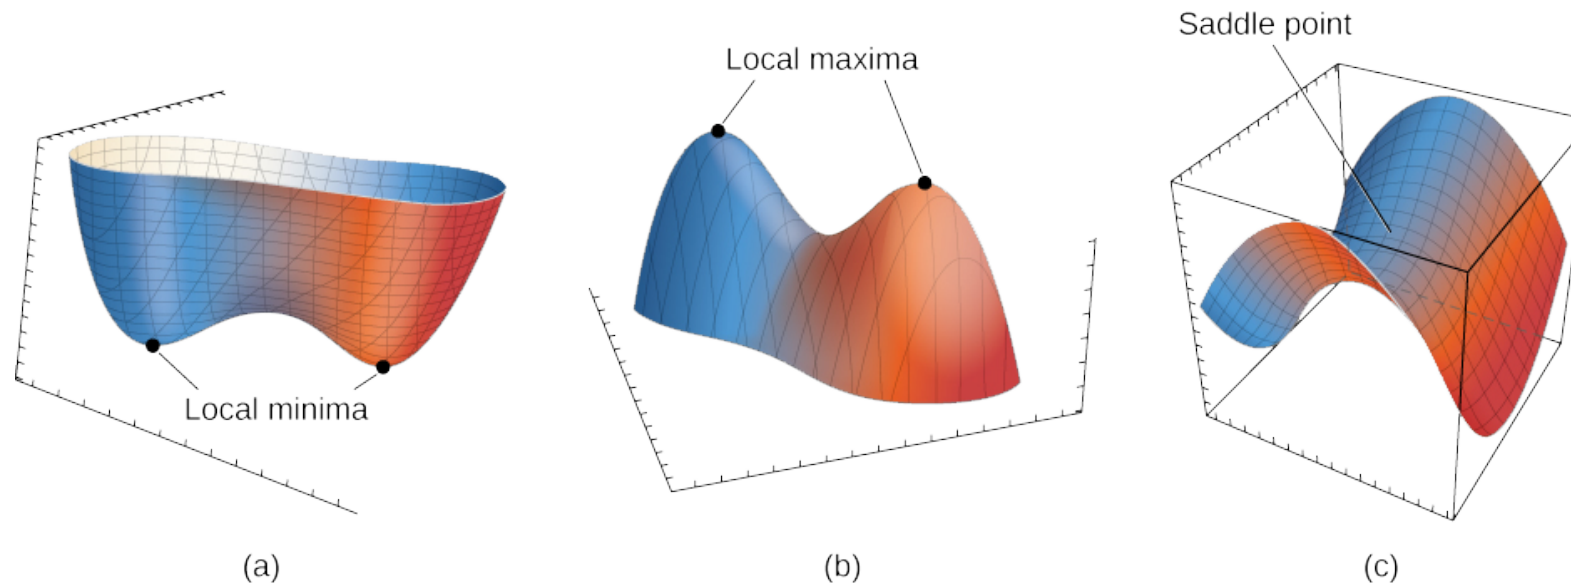 Local minima
(a)
Local maxima
(b)
Saddle point
(c)